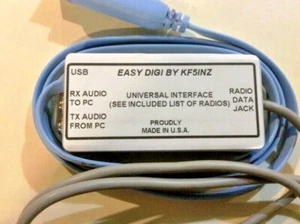 USB
EASY DIGI BY KF5INZ
RX AUDIO
TO PC
TX AUDIO
FROM PC
UNIVERSAL INTERFACE
(SEE INCLUDED LIST OF RADIOS)
PROUDLY
MADE IN U.S.A.
RADIO
DATA
JACK